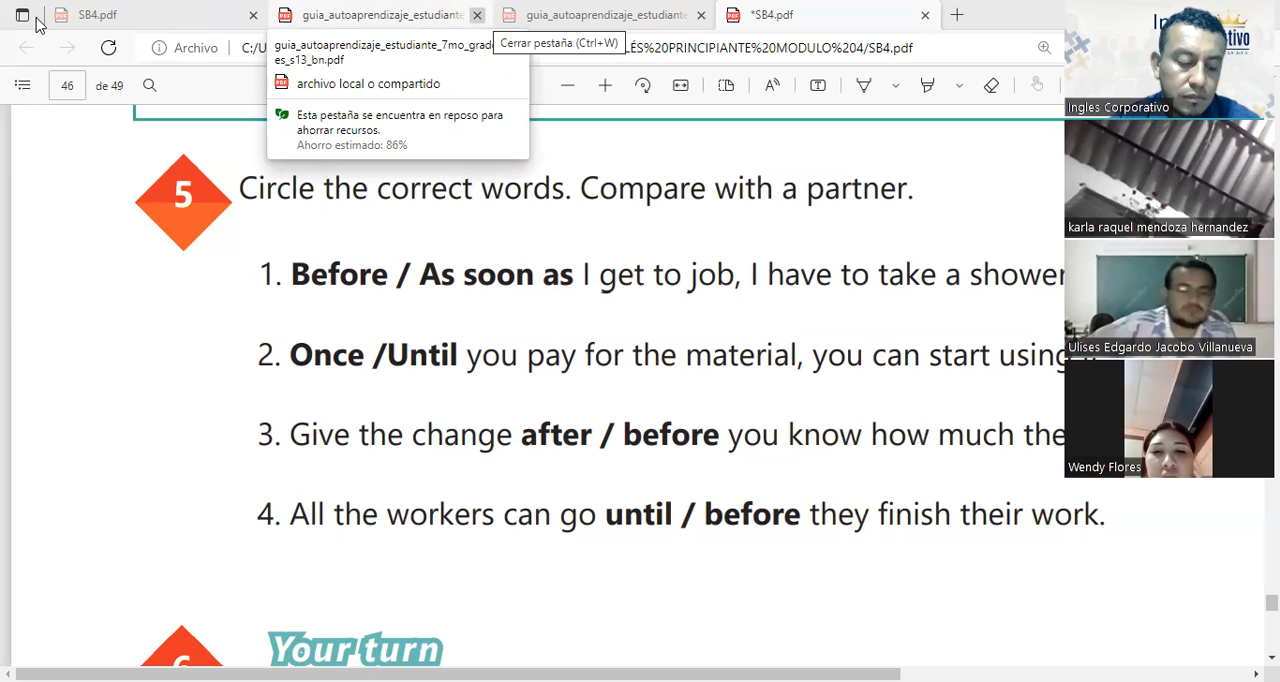 SB4.pdf
guia_autoaprendizaje_estudiante
guia_autoaprendizaje_estudiante
*SB4.pdf
Archivo
C:/U
ÉS%20PRINCIPIANTE%20MODULO%204/SB4.pdf
guia_autoaprendizaje_estudiante_7mo_grad
es_s13_bn.pdf
Cerrar pestaña (Ctrl+W)
archivo local o compartido
Esta pestaña se encuentra en reposo para
ahorrar recursos.
Ahorro estimado: 86%
46
de 49
5
Circle the correct words. Compare with a partner.
1. Before / As soon as I get to job, I have to take a shower
2. Once /Until you pay for the material, you can start using
3. Give the change after / before you know how much the
4. All the workers can go until / before they finish their work.
6
Your turn
Ingles Corporativo
karla raquel mendoza hernandez
Ulises Edgardo Jacobo Villanueva
Wendy Flores